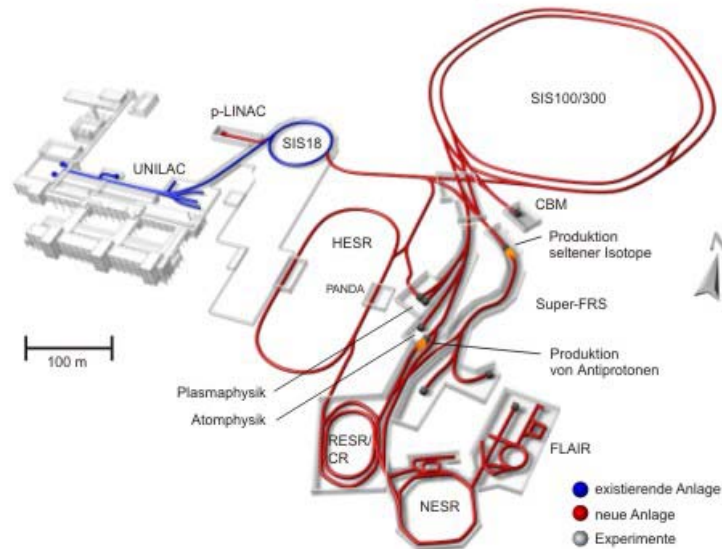 SIS100/300
p-LINAC
SIS18
UNILAC
CBM
HESR
Produktion
seltener Isotope
N
PANDA
Super-FRS
100 m
Produktion
von Antiprotonen
Plasmaphysik
Atomphysik
RESR/
CR
FLAIR
NESR
existierende Anlage
neue Anlage
Experimente